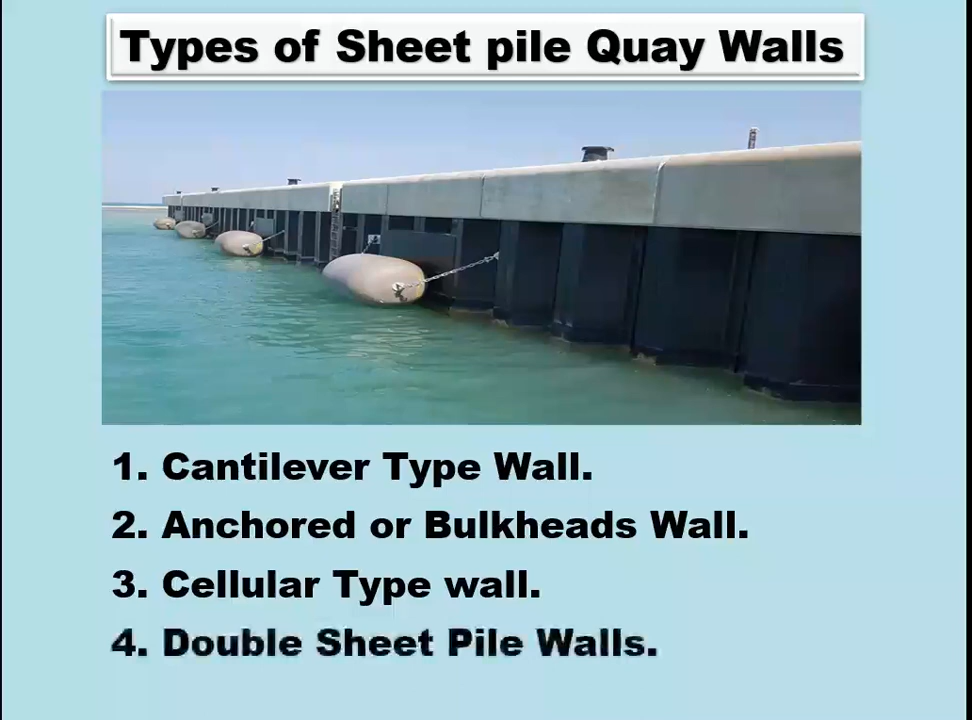 Types of Sheet pile Quay Walls
1. Cantilever Type Wall.
2. Anchored or Bulkheads Wall.
3. Cellular Type wall.
4. Double Sheet Pile Walls.